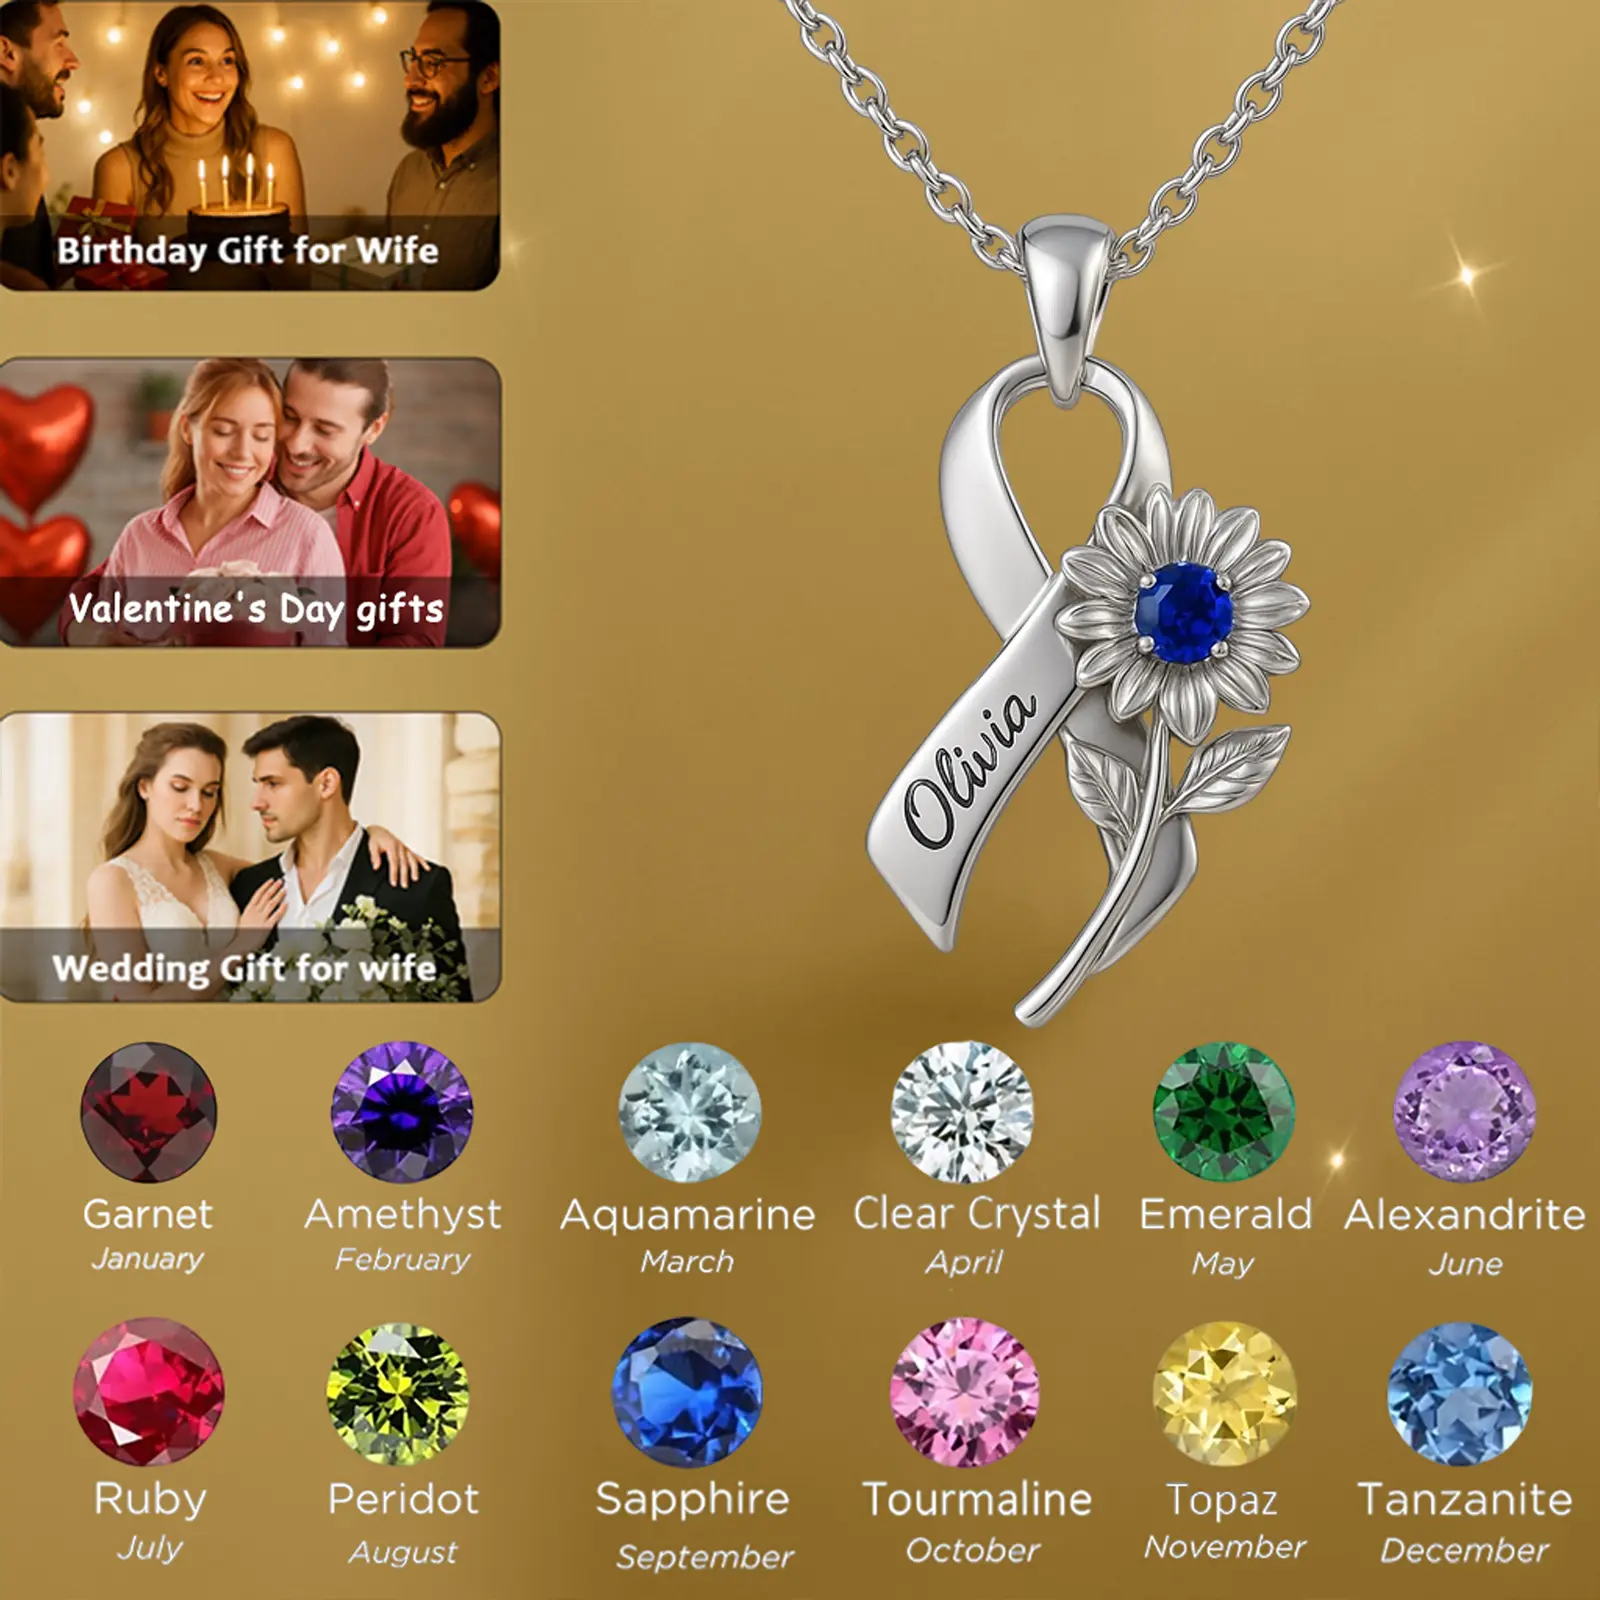 Birthday Gift for Wife
Valentine's Day gifts
Olivia
Wedding Gift for wife
Garnet
January
Amethyst
February
Aquamarine
March
Clear Crystal
April
Emerald
May
Alexandrite
June
Ruby
July
Peridot
August
Sapphire
September
Tourmaline
October
Topaz
November
Tanzanite
December